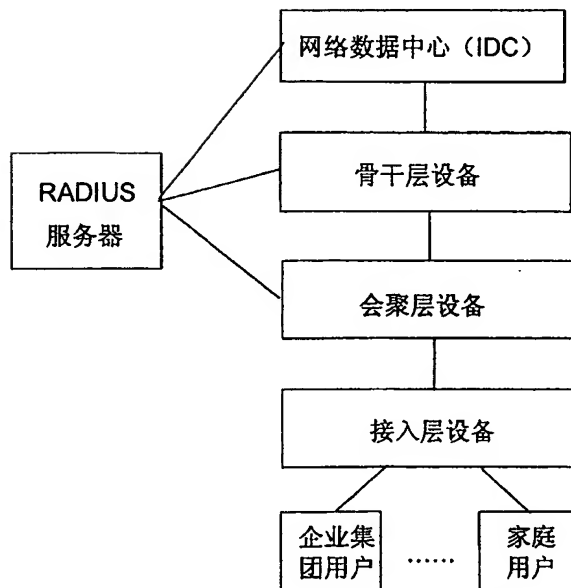 网络数据中心（IDC）
骨干层设备
RADIUS
服务器
会聚层设备
接入层设备
企业集
团用户
……
家庭
用户